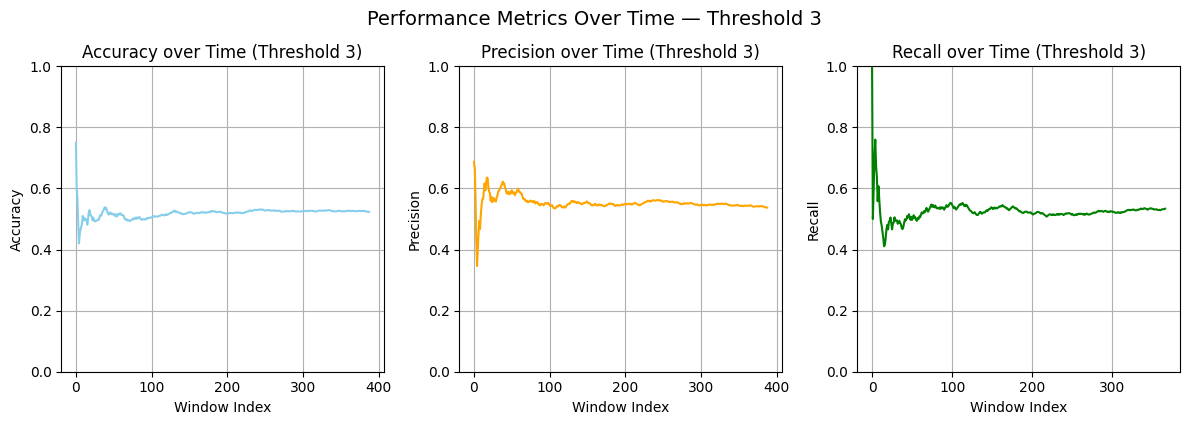 Performance Metrics Over Time — Threshold 3
Accuracy over Time (Threshold 3)
1.0
0.8
0.6
0.4
0.2
0.0
Accuracy
0 100 200 300 400
Window Index
Precision over Time (Threshold 3)
1.0
0.8
0.6
0.4
0.2
0.0
Precision
0 100 200 300 400
Window Index
Recall over Time (Threshold 3)
1.0
0.8
0.6
0.4
0.2
0.0
Recall
0 100 200 300
Window Index